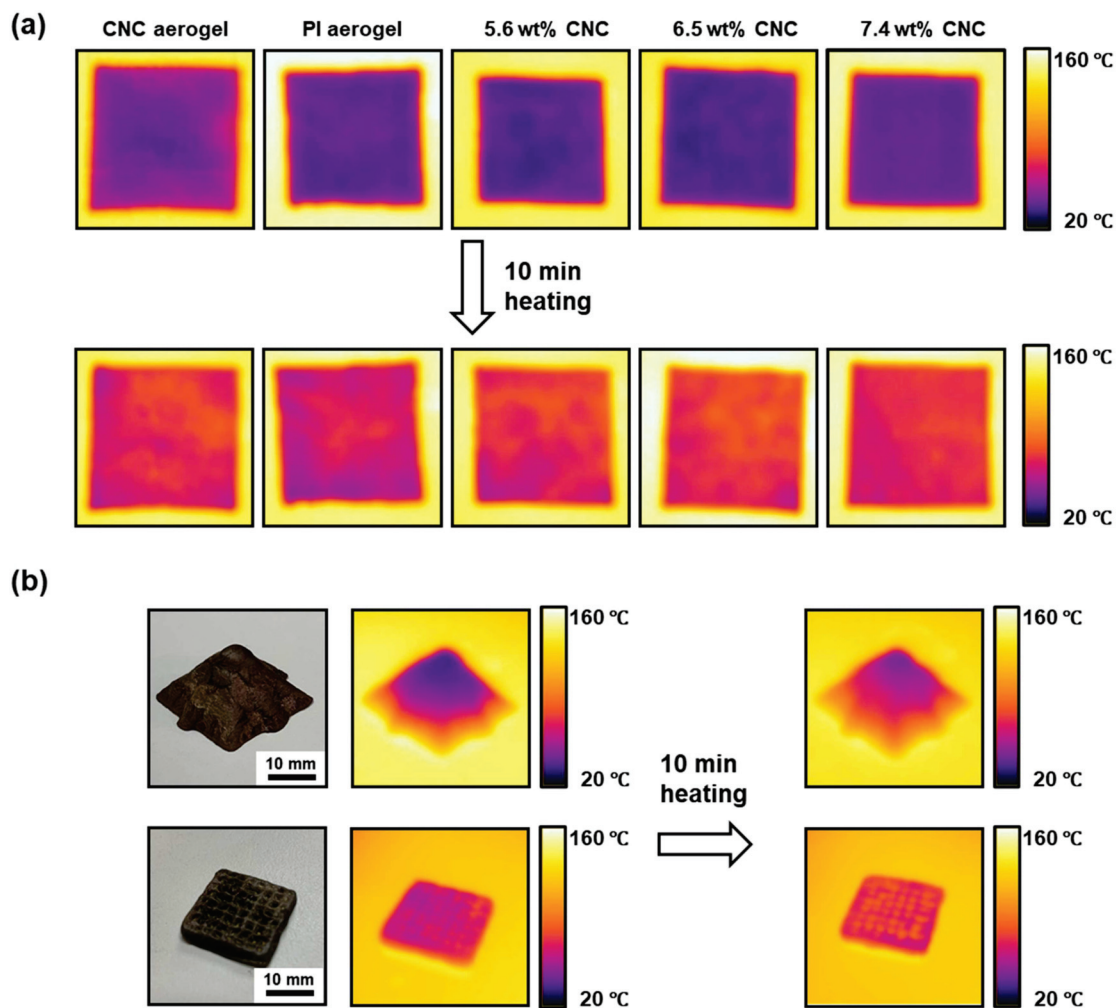 (a)
CNC aerogel PI aerogel 5.6 wt% CNC 6.5 wt% CNC 7.4 wt% CNC
160 ℃
20 ℃
10 min
heating
160 ℃
20 ℃
(b)
160 ℃ 160 ℃
10 mm 20 ℃ 20 ℃
10 min
heating
160 ℃ 160 ℃
10 mm 20 ℃ 20 ℃